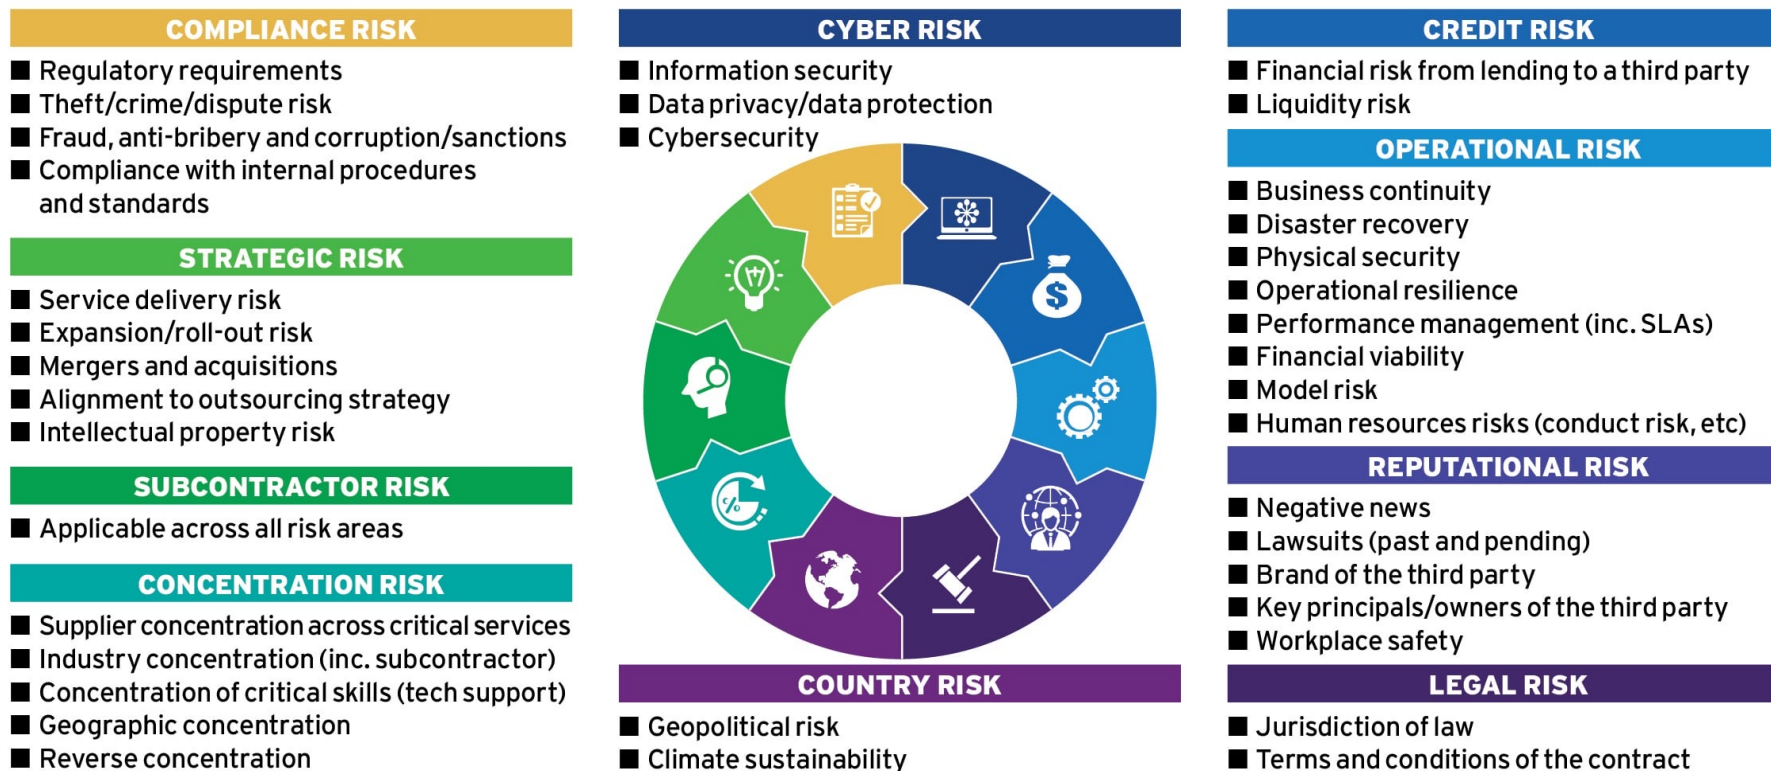 COMPLIANCE RISK
■ Regulatory requirements
■ Theft/crime/dispute risk
■ Fraud, anti-bribery and corruption/sanctions
■ Compliance with internal procedures
and standards
STRATEGIC RISK
■ Service delivery risk
■ Expansion/roll-out risk
■ Mergers and acquisitions
■ Alignment to outsourcing strategy
■ Intellectual property risk
SUBCONTRACTOR RISK
■ Applicable across all risk areas
CONCENTRATION RISK
■ Supplier concentration across critical services
■ Industry concentration (inc. subcontractor)
■ Concentration of critical skills (tech support)
■ Geographic concentration
■ Reverse concentration
CYBER RISK
■ Information security
■ Data privacy/data protection
■ Cybersecurity
$
%
COUNTRY RISK
■ Geopolitical risk
■ Climate sustainability
CREDIT RISK
■ Financial risk from lending to a third party
■ Liquidity risk
OPERATIONAL RISK
■ Business continuity
■ Disaster recovery
■ Physical security
■ Operational resilience
■ Performance management (inc. SLAs)
■ Financial viability
■ Model risk
■ Human resources risks (conduct risk, etc)
REPUTATIONAL RISK
■ Negative news
■ Lawsuits (past and pending)
■ Brand of the third party
■ Key principals/owners of the third party
■ Workplace safety
LEGAL RISK
■ Jurisdiction of law
■ Terms and conditions of the contract